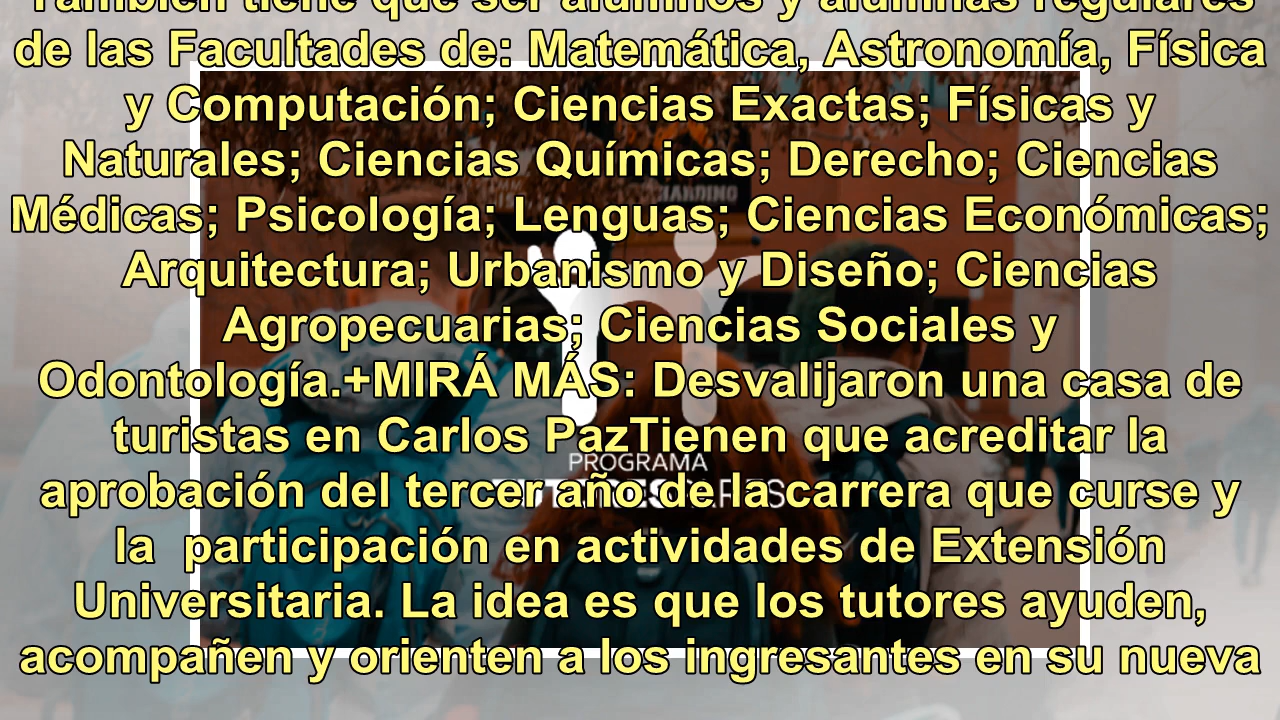 También tiene que ser alumnos y alumnas regulares
de las Facultades de: Matemática, Astronomía, Física
y Computación; Ciencias Exactas; Físicas y
Naturales; Ciencias Químicas; Derecho; Ciencias
Médicas; Psicología; Lenguas; Ciencias Económicas;
Arquitectura; Urbanismo y Diseño; Ciencias
Agropecuarias; Ciencias Sociales y
Odontología.+MIRÁ MÁS: Desvalijaron una casa de
turistas en Carlos PazTienen que acreditar la
PROGRAMA
aprobación del tercer año de la carrera que curse y
la  participación en actividades de Extensión
Universitaria. La idea es que los tutores ayuden,
acompañen y orienten a los ingresantes en su nueva